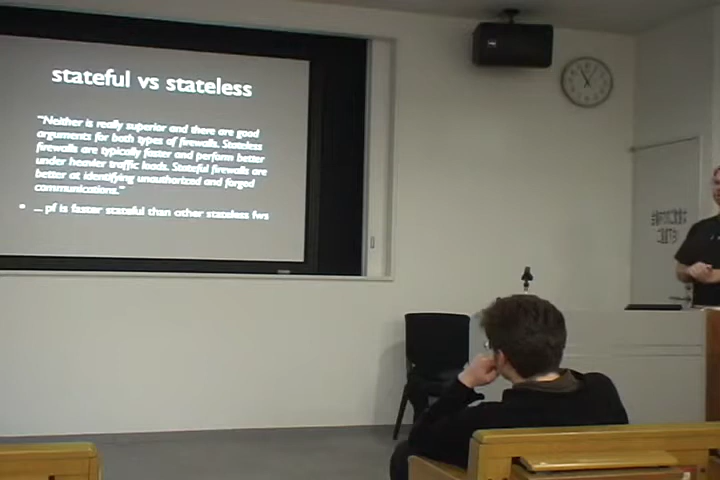 stateful vs stateless
"Neither is really superior and there are good
arguments for both types of firewalls. Stateless
firewalls are typically faster and perform better
under heavier traffic loads. Stateful firewalls are
better at identifying unauthorized and forged
communications."
• ... pf is faster stateful than other stateless fws